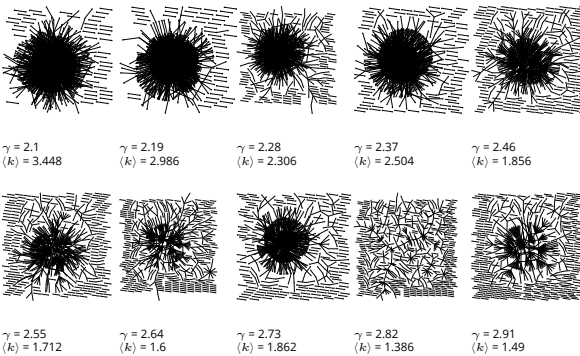 γ = 2.1
⟨k⟩ = 3.448
γ = 2.19
⟨k⟩ = 2.986
γ = 2.28
⟨k⟩ = 2.306
γ = 2.37
⟨k⟩ = 2.504
γ = 2.46
⟨k⟩ = 1.856
γ = 2.55
⟨k⟩ = 1.712
γ = 2.64
⟨k⟩ = 1.6
γ = 2.73
⟨k⟩ = 1.862
γ = 2.82
⟨k⟩ = 1.386
γ = 2.91
⟨k⟩ = 1.49